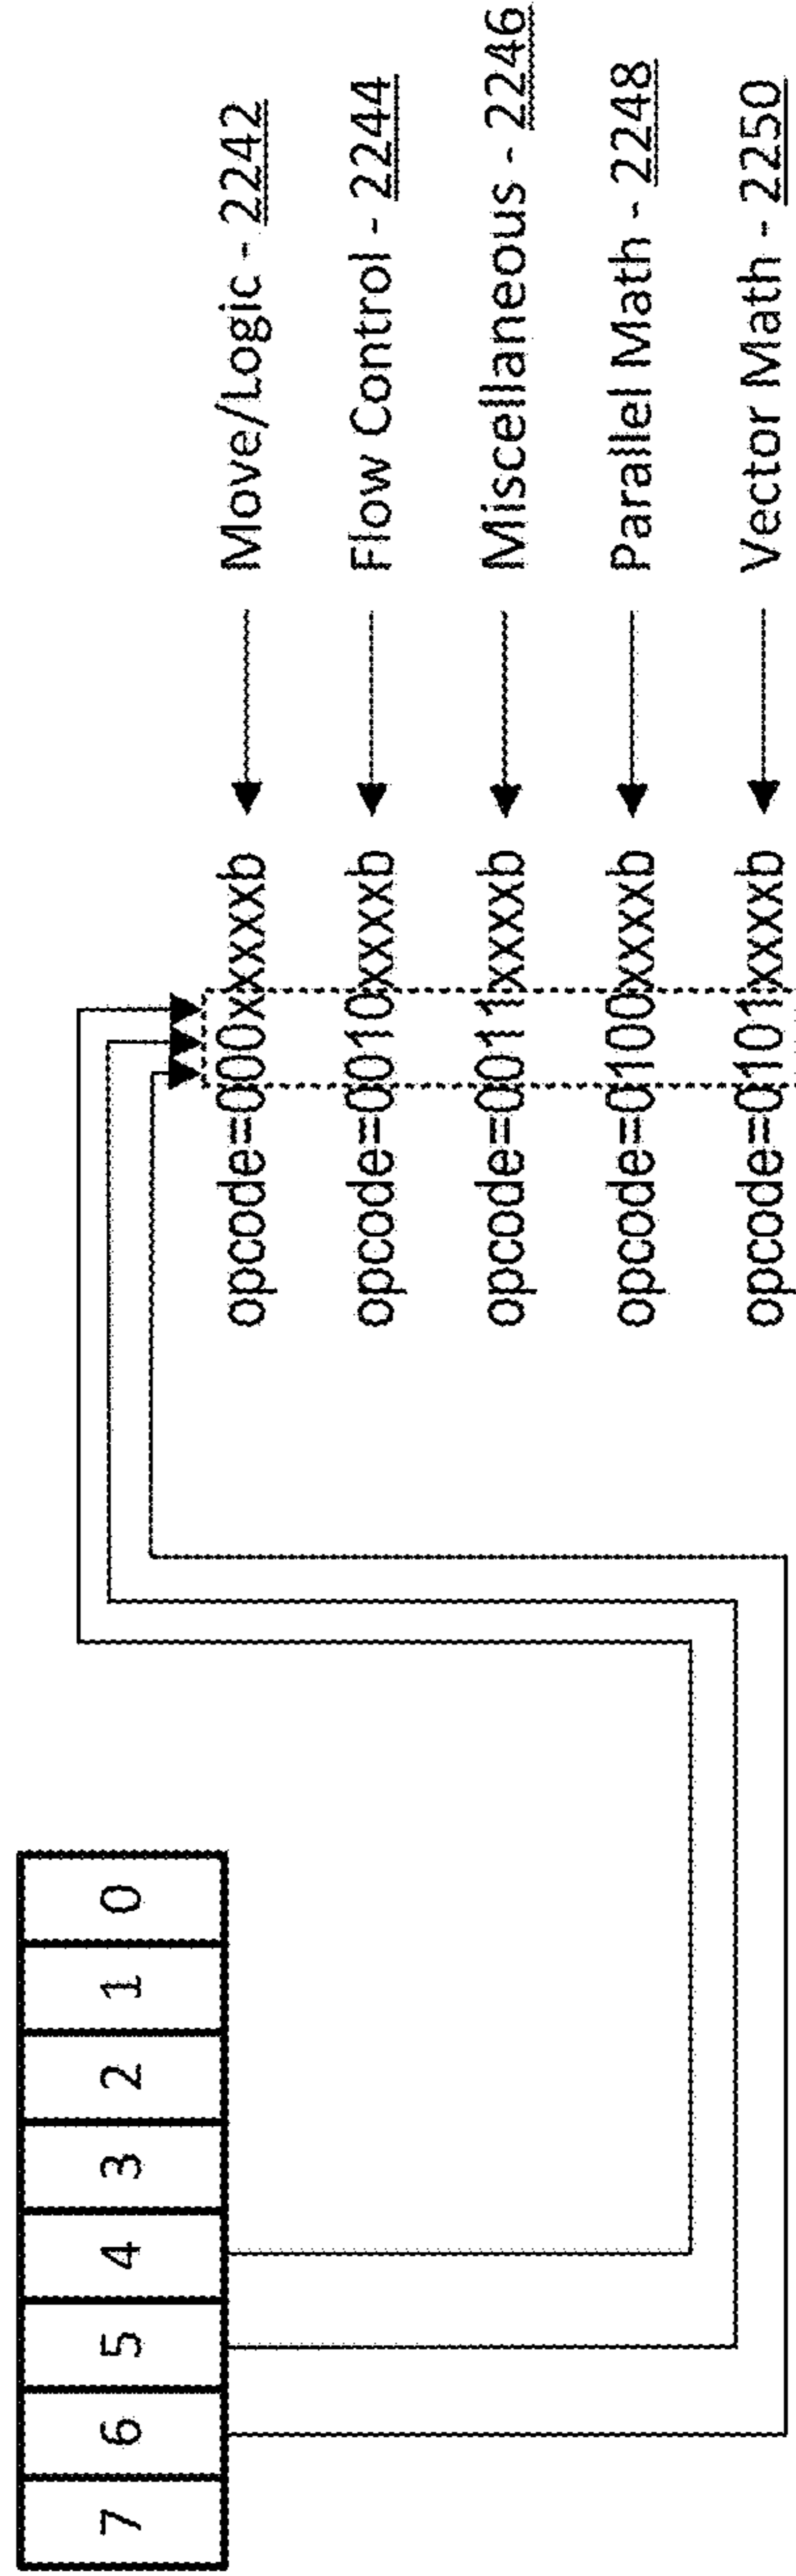 7 6 5 4 3 2 1 0
opcode=000xxxxxb Move/Logic - 2242
opcode=0010xxxxb Flow Control - 2244
opcode=0011xxxxb Miscellaneous - 2246
opcode=0100xxxxb Parallel Math - 2248
opcode=0101xxxxb Vector Math - 2250